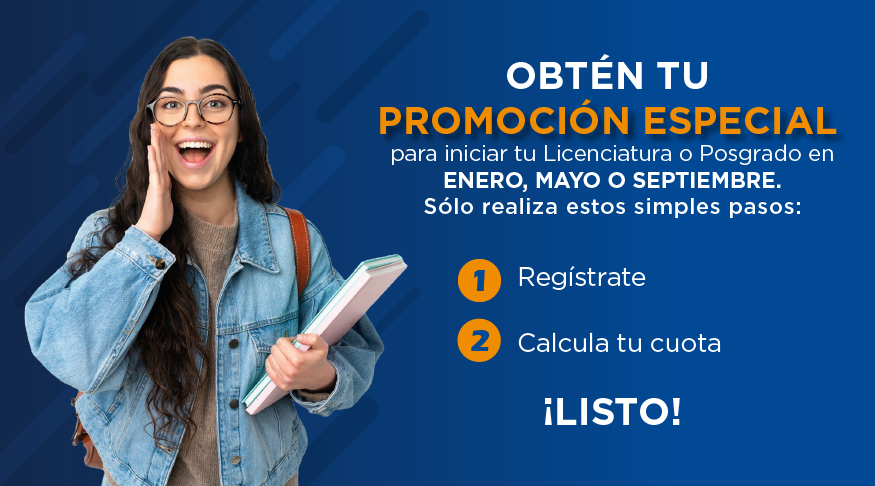 OBTÉN TU
PROMOCIÓN ESPECIAL
para iniciar tu Licenciatura o Posgrado en
ENERO, MAYO O SEPTIEMBRE.
Sólo realiza estos simples pasos:
1 Regístrate
2 Calcula tu cuota
¡LISTO!